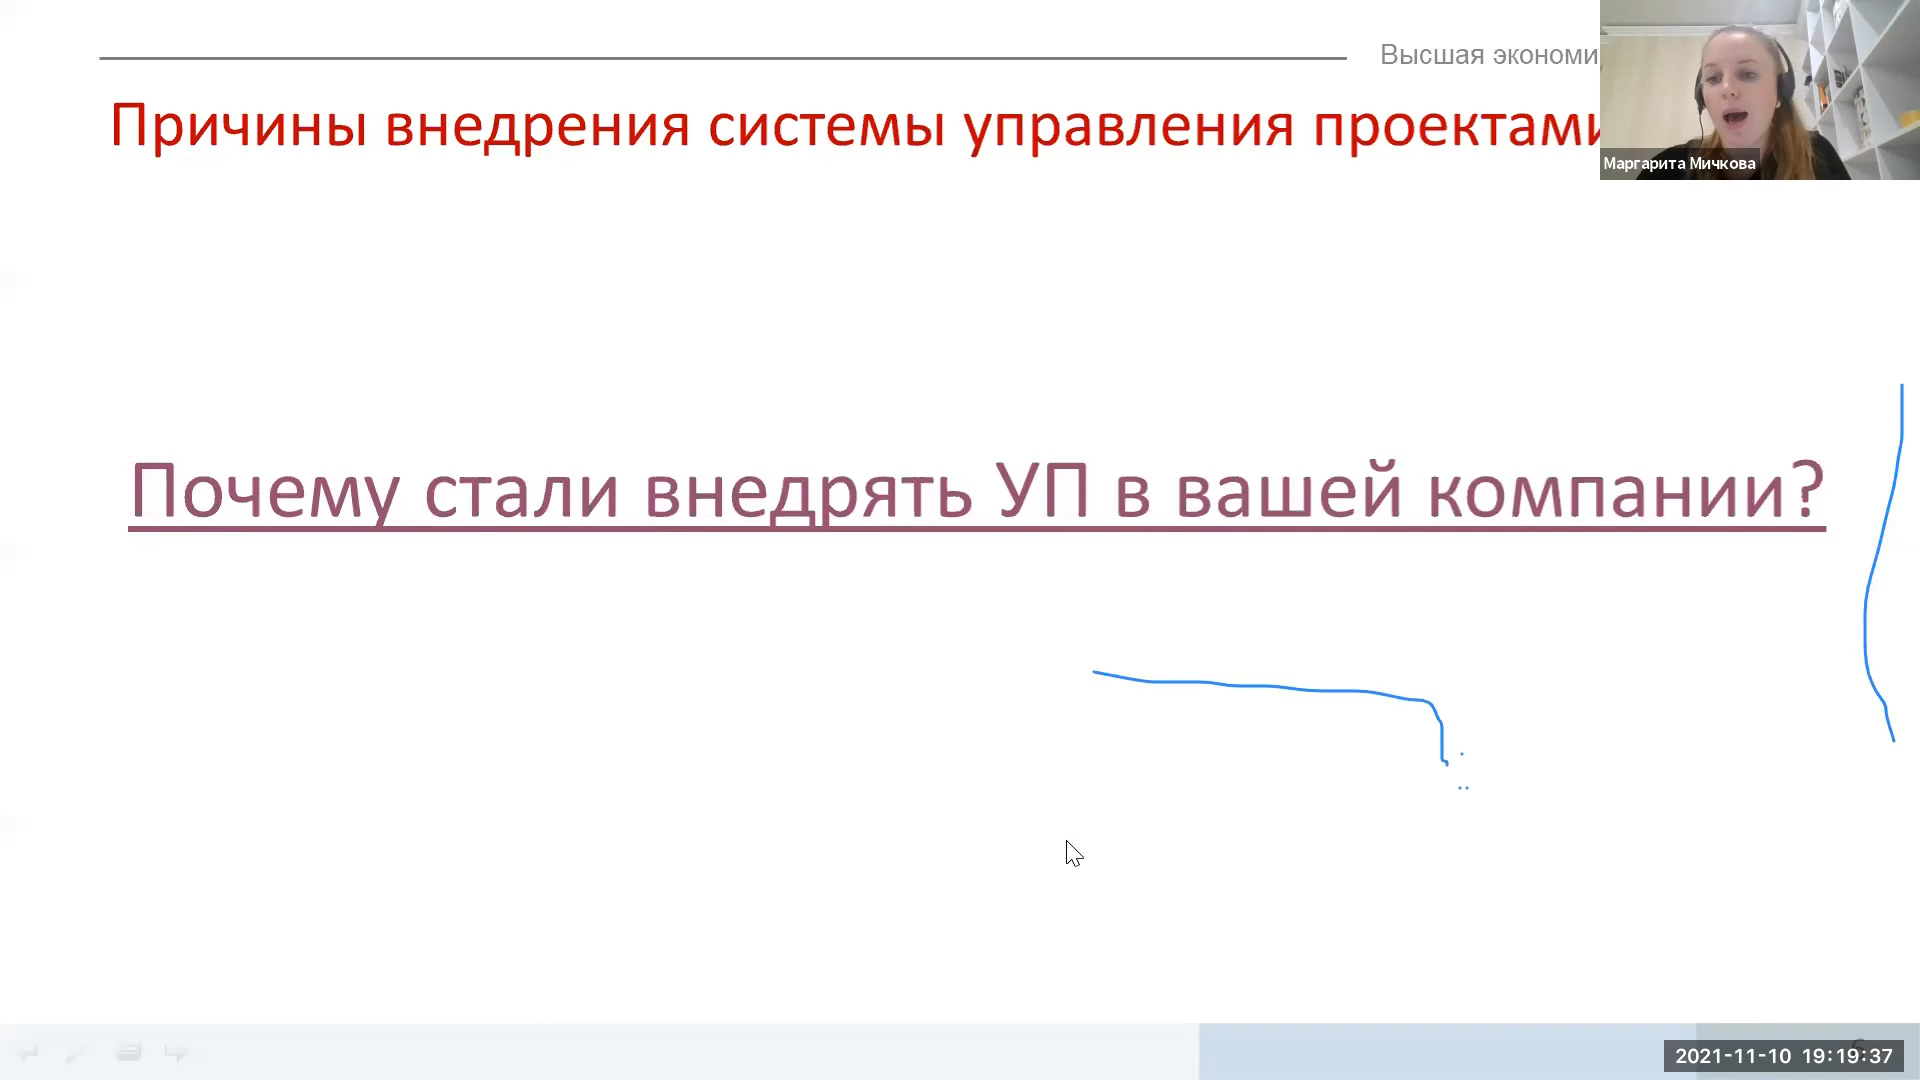 Высшая экономи
Причины внедрения системы управления проектами
Маргарита Мичкова
Почему стали внедрять УП в вашей компании?
2021-11-10 19:19:37